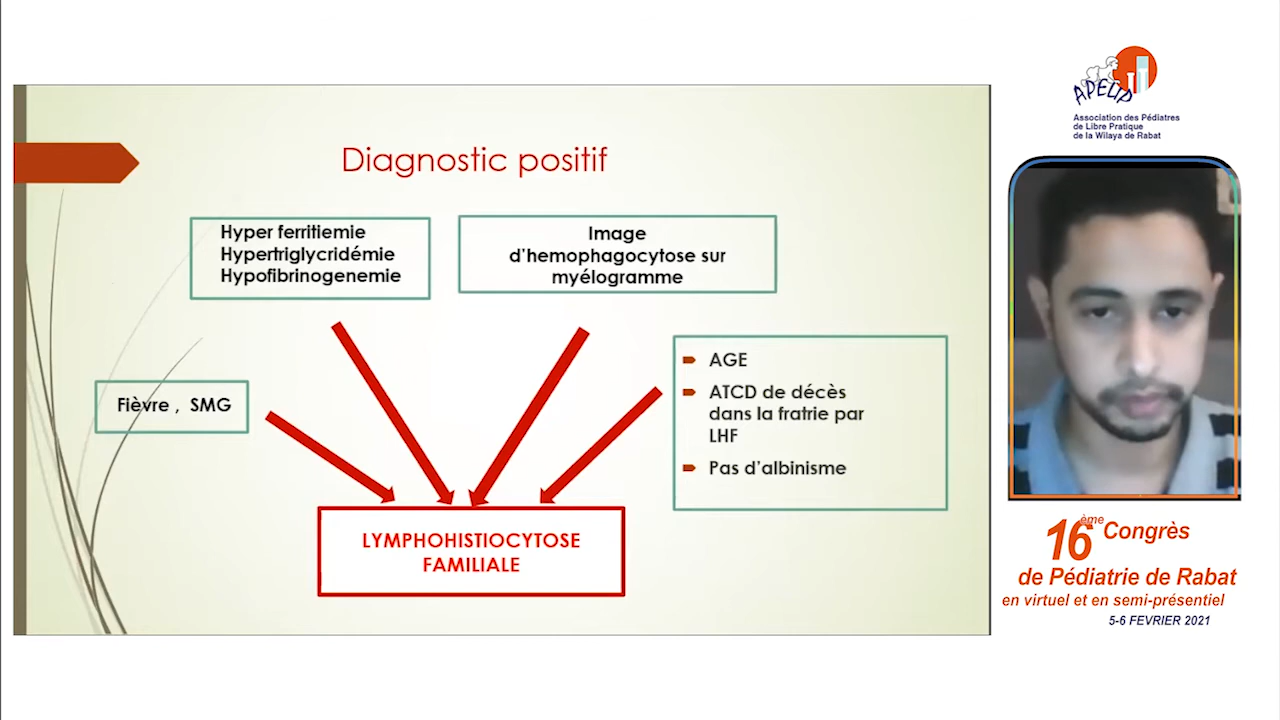 Diagnostic positif
Hyper ferritiemie
Hypertriglycridémie
Hypofibrinogenemie
Image
d'hemophagocytose sur
myélogramme
Fièvre , SMG
AGE
ATCD de décès
dans la fratrie par
LHF
Pas d'albinisme
LYMPHOHISTIOCYTOSE
FAMILIALE
APELIP
Association des Pédiatres
de Libre Pratique
de la Wilaya de Rabat
16ème Congrès
de Pédiatrie de Rabat
en virtuel et en semi-présentiel
5-6 FEVRIER 2021